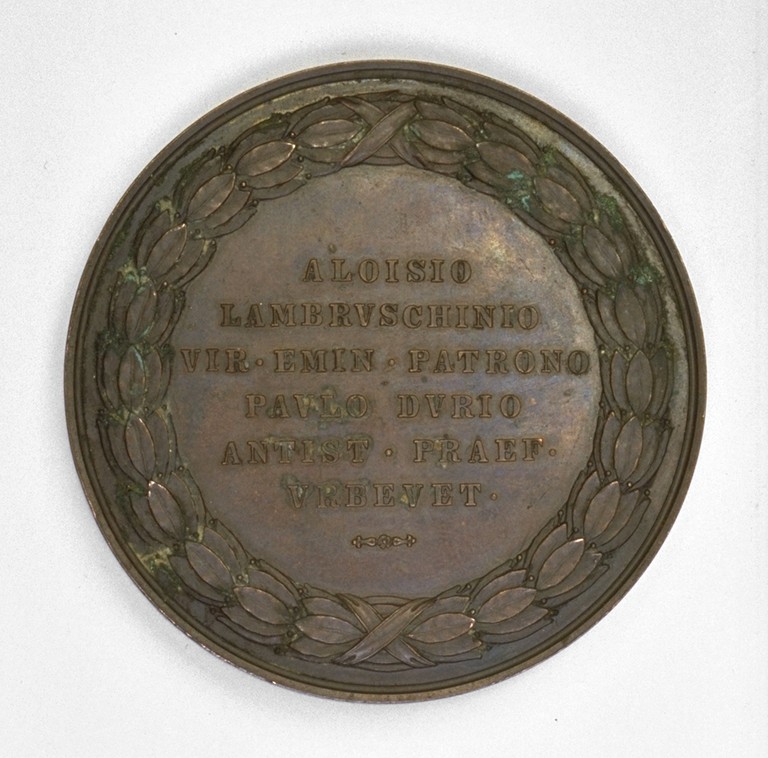 ALOISIO
LAMBRVSCHINIO
VIR · EMIN · PATRONO
PAVLO DVRIO
ANTIST · PRAEF ·
VRBEVET ·